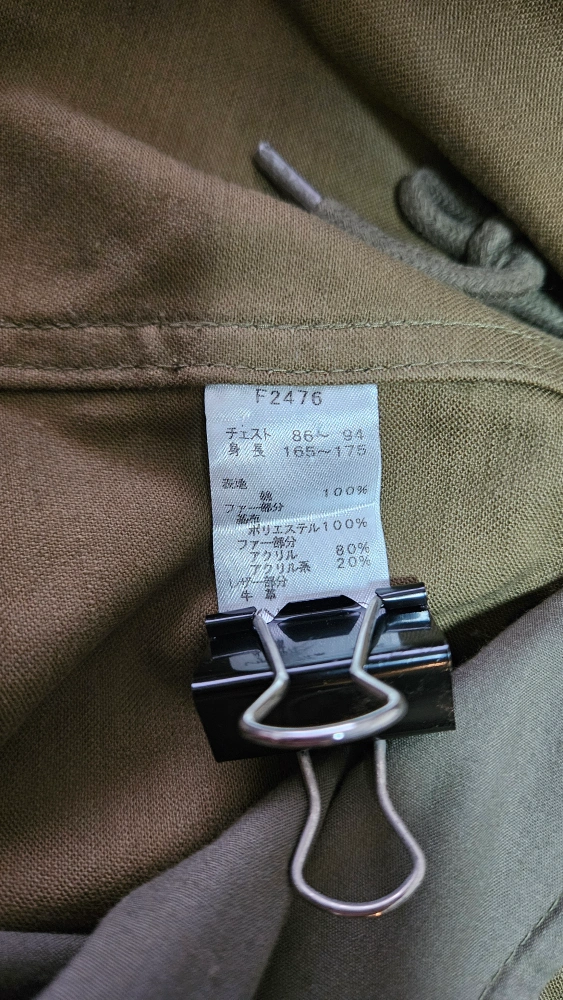 F2476
チェスト 86～ 94
身 長 165～175
表地
綿 100%
ファー部分
基布
ポリエステル100%
ファー部分
アクリル 80%
アクリル系 20%
レザー部分
牛 革